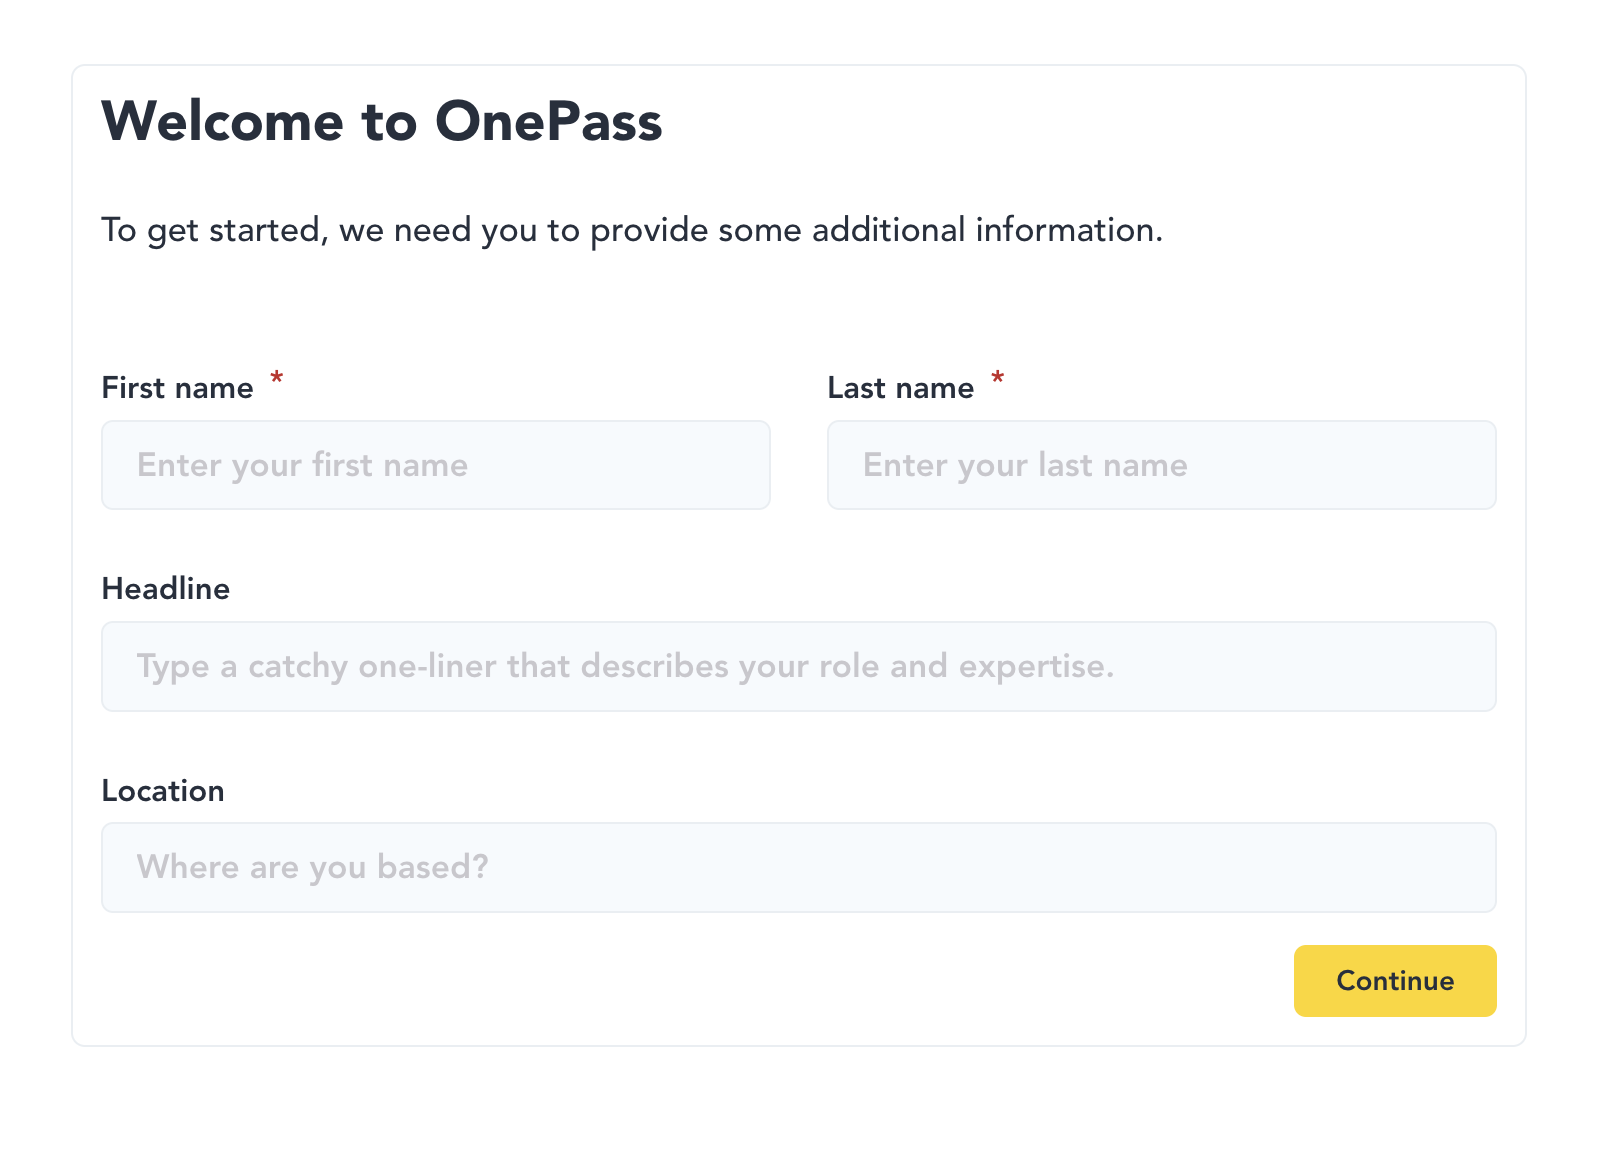 Welcome to OnePass
To get started, we need you to provide some additional information.
First name *
Last name *
Enter your first name
Enter your last name
Headline
Type a catchy one-liner that describes your role and expertise.
Location
Where are you based?
Continue